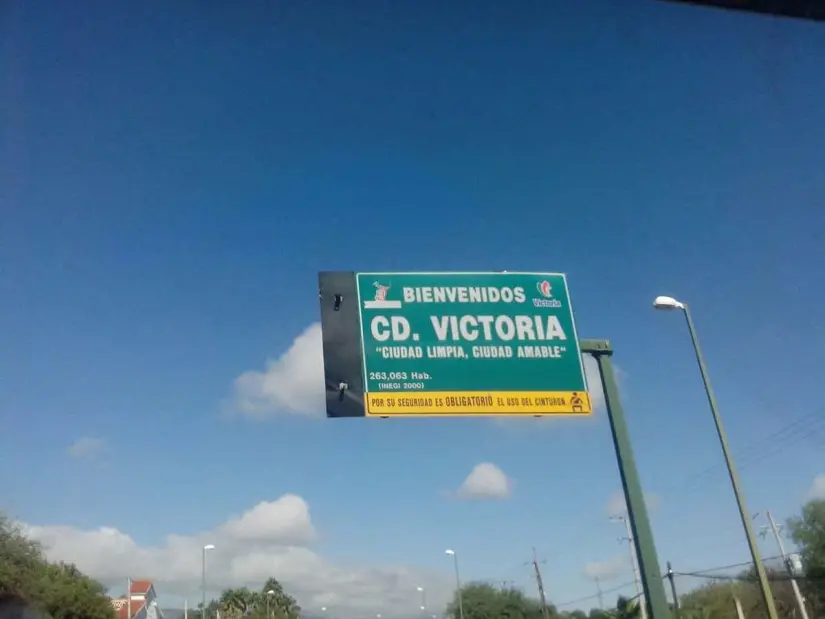 BIENVENIDOS
Victoria
CD. VICTORIA
"CIUDAD LIMPIA, CIUDAD AMABLE"
263,063 Hab.
(INEGI 2000)
POR SU SEGURIDAD ES OBLIGATORIO EL USO DEL CINTURON